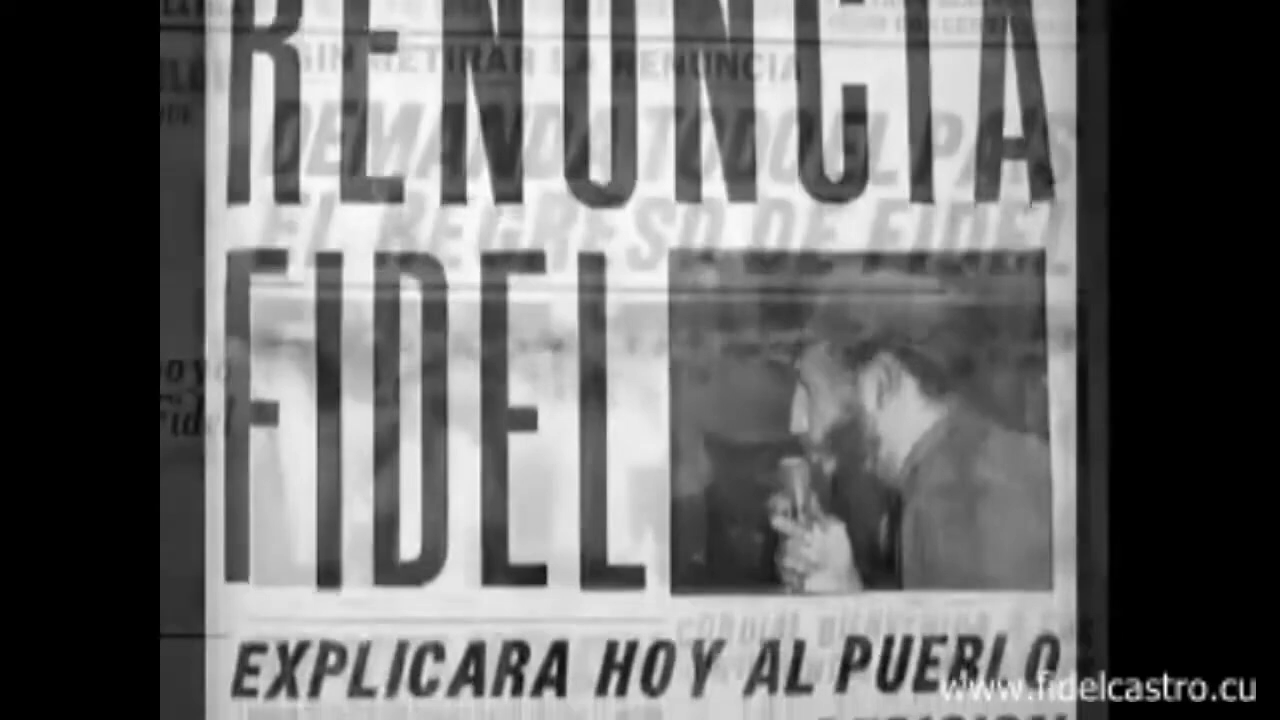 RENUNCIA
SIN RETIRAR LA RENUNCIA
DEMANDA TODO EL PAIS
EL REGRESO DE FIDEL
FIDEL
Fidel
EXPLICARA HOY AL PUEBLO
www.fidelcastro.cu